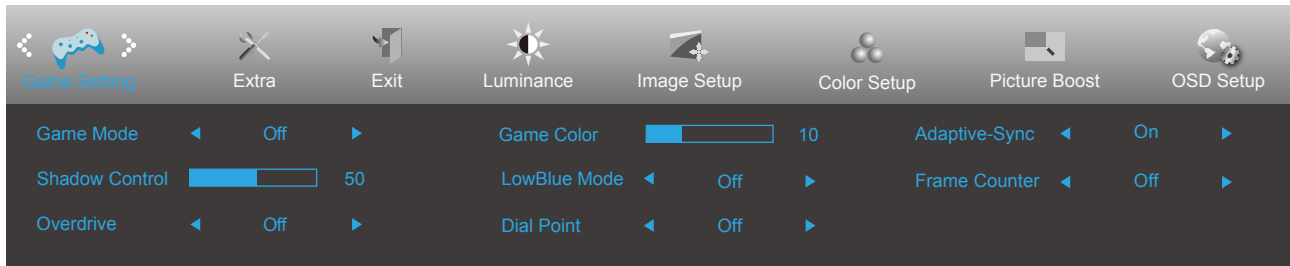 Game Setting Extra Exit Luminance Image Setup Color Setup Picture Boost OSD Setup
Game Mode Off Game Color 10 Adaptive-Sync On
Shadow Control 50 LowBlue Mode Off Frame Counter Off
Overdrive Off Dial Point Off